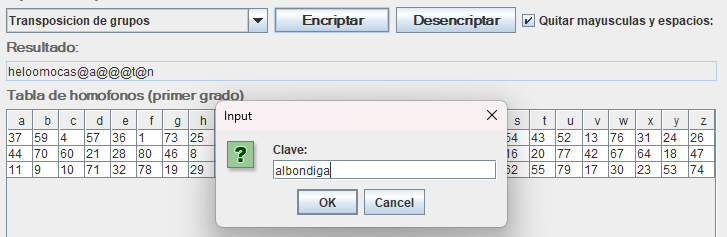 Transposicion de grupos Encriptar Desencriptar Quitar mayusculas y espacios:
Resultado:
heloomocas@a@@@t@n
Tabla de homofonos (primer grado)
Input
a b c d e f g h s t u v w x y z
37 59 4 57 36 1 73 25 54 43 52 13 76 31 24 26
44 70 60 21 28 80 46 8 16 20 77 42 67 64 18 47
11 9 10 71 32 78 19 29 62 55 79 17 30 23 53 74
? Clave:
albondiga
OK Cancel